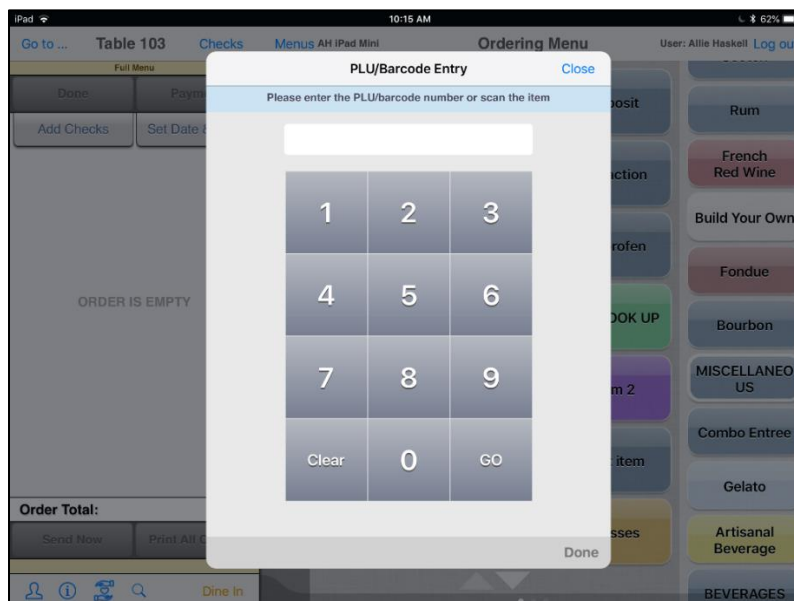 iPad
10:15 AM
62%
Go to ...
Table 103
Checks
Menus
AH iPad Mini
Ordering Menu
User: Allie Haskell
Log ou
Full Menu
Done
Paym
Add Checks
Set Date &
ORDER IS EMPTY
Order Total:
Send Now
Print All C
Dine In
PLU/Barcode Entry
Close
Please enter the PLU/barcode number or scan the item
1 2 3
4 5 6
7 8 9
Clear 0 GO
Done
posit
action
rofen
OOK UP
m 2
item
sses
Rum
French
Red Wine
Build Your Own
Fondue
Bourbon
MISCELLANEO
US
Combo Entree
Gelato
Artisanal
Beverage
BEVERAGES